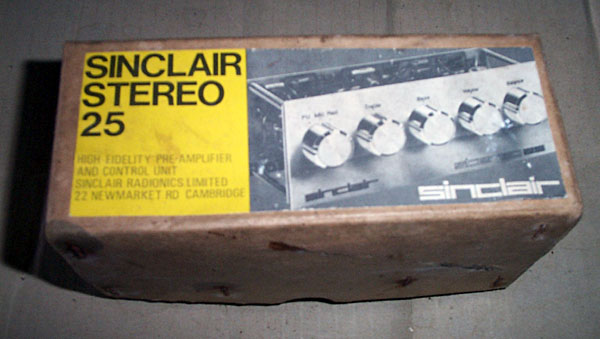 SINCLAIR
STEREO
25
HIGH FIDELITY PRE-AMPLIFIER
AND CONTROL UNIT
SINCLAIR RADIONICS LIMITED
22 NEWMARKET RD CAMBRIDGE
sinclair
sinclair